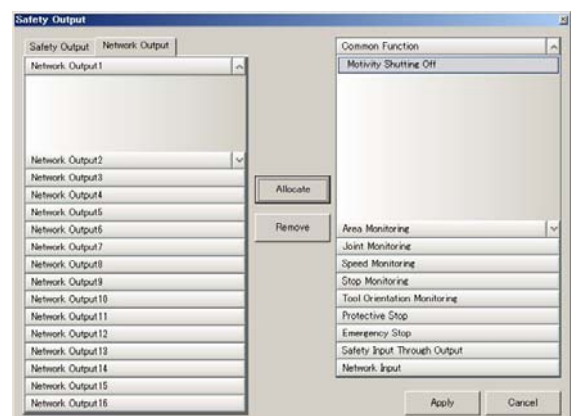 Safety Output
Safety Output
Network Output
Network Output1
Network Output2
Network Output3
Network Output4
Network Output5
Network Output6
Network Output7
Network Output8
Network Output9
Network Output10
Network Output11
Network Output12
Network Output13
Network Output14
Network Output15
Network Output16
Allocate
Remove
Common Function
Motivity Shutting Off
Area Monitoring
Joint Monitoring
Speed Monitoring
Stop Monitoring
Tool Orientation Monitoring
Protective Stop
Emergency Stop
Safety Input Through Output
Network Input
Apply
Cancel